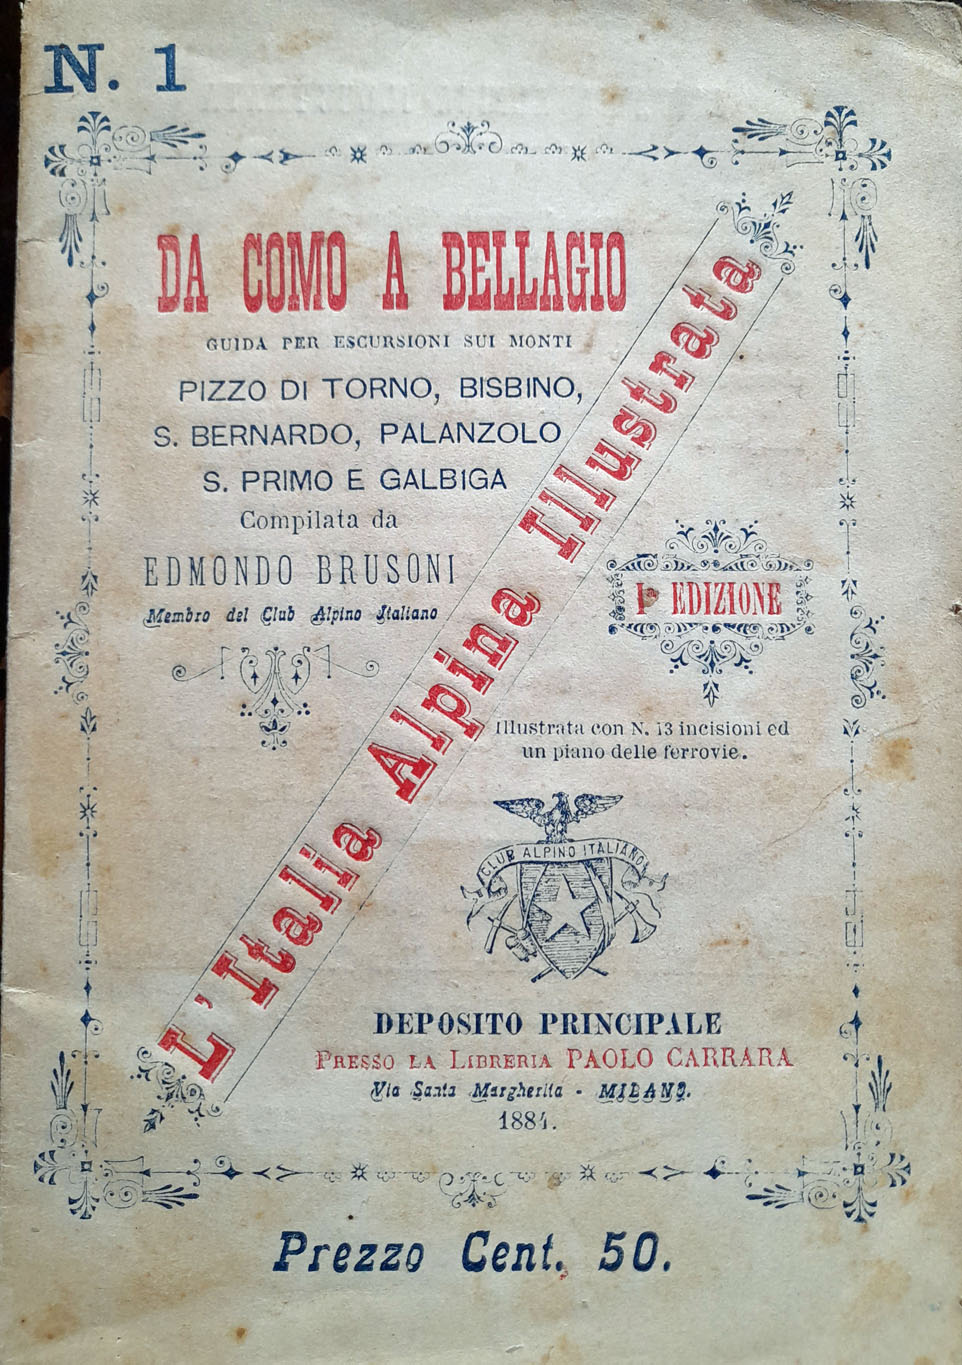 N. 1
DA COMO A BELLAGIO
GUIDA PER ESCURSIONI SUI MONTI
PIZZO DI TORNO, BISBINO,
S. BERNARDO, PALANZOLO
S. PRIMO E GALBIGA
Compilata da
EDMONDO BRUSONI
Membro del Club Alpino Italiano
L'Italia Alpina Illustrata
Iª EDIZIONE
Illustrata con N. 13 incisioni ed
un piano delle ferrovie.
CLUB ALPINO ITALIANO
DEPOSITO PRINCIPALE
PRESSO LA LIBRERIA PAOLO CARRARA
Via Santa Margherita - MILANO.
1884.
Prezzo Cent. 50.